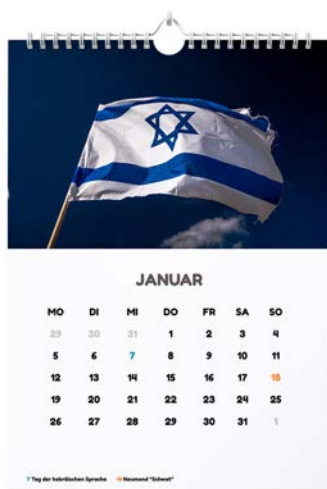 JANUAR
MO DI MI DO FR SA SO
29 30 31 1 2 3 4
5 6 7 8 9 10 11
12 13 14 15 16 17 18
19 20 21 22 23 24 25
26 27 28 29 30 31 1
7 Tag der hebräischen Sprache 18 Neumond "Schwat"